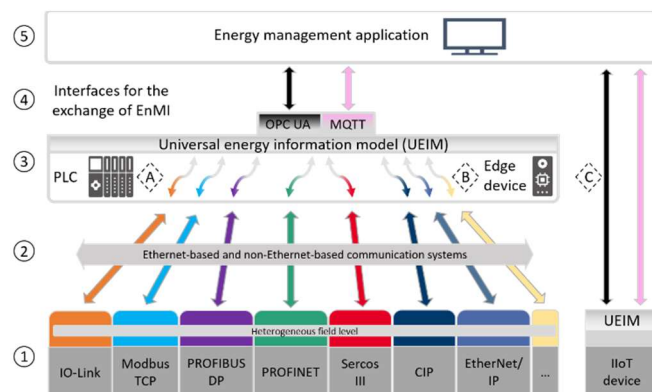 ⑤
Energy management application
④
Interfaces for the
exchange of EnMI
OPC UA
MQTT
Universal energy information model (UEIM)
③
PLC
A
B
Edge
device
C
②
Ethernet-based and non-Ethernet-based communication systems
Heterogeneous field level
UEIM
①
IO-Link
Modbus
TCP
PROFIBUS
DP
PROFINET
Sercos
III
CIP
EtherNet/
IP
...
IIoT
device